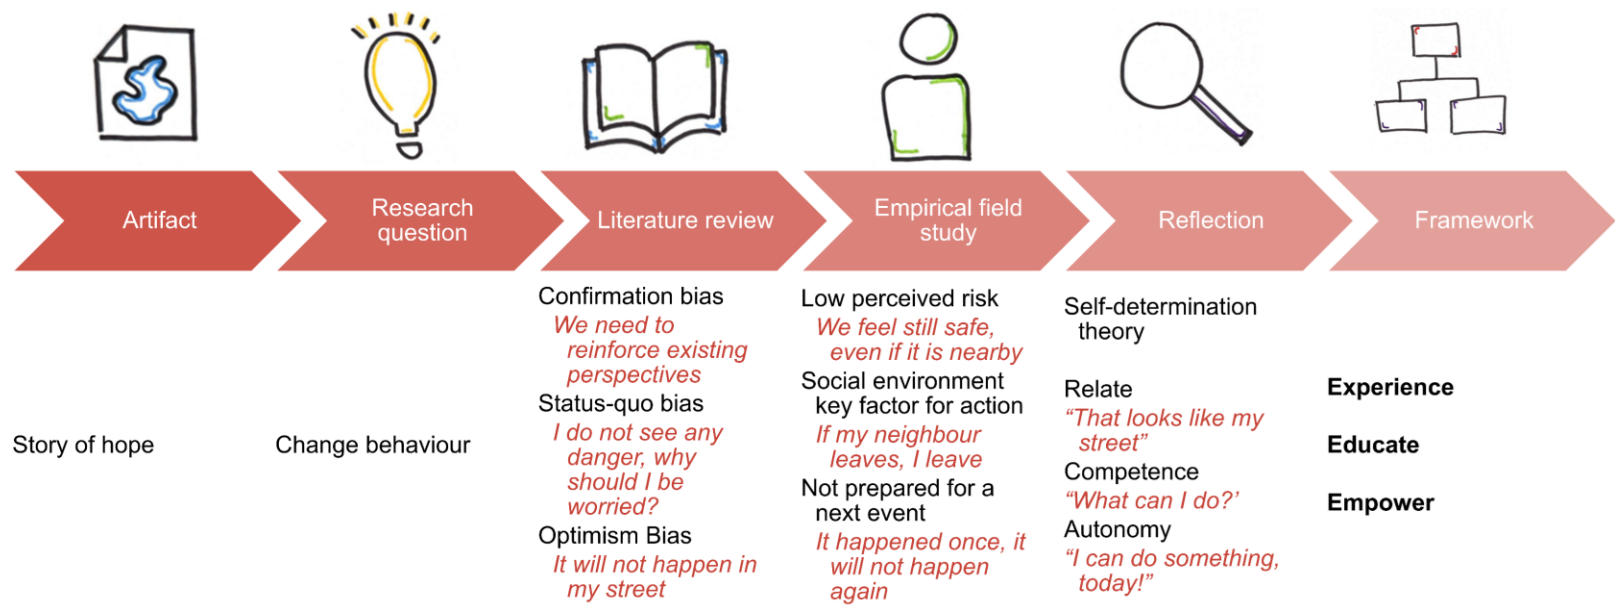 Artifact
Research
question
Literature review
Empirical field
study
Reflection
Framework
Story of hope
Change behaviour
Confirmation bias
We need to
reinforce existing
perspectives
Status-quo bias
I do not see any
danger, why
should I be
worried?
Optimism Bias
It will not happen in
my street
Low perceived risk
We feel still safe,
even if it is nearby
Social environment
key factor for action
If my neighbour
leaves, I leave
Not prepared for a
next event
It happened once, it
will not happen
again
Self-determination
theory
Relate
“That looks like my
street”
Competence
“What can I do?’
Autonomy
“I can do something,
today!”
Experience
Educate
Empower